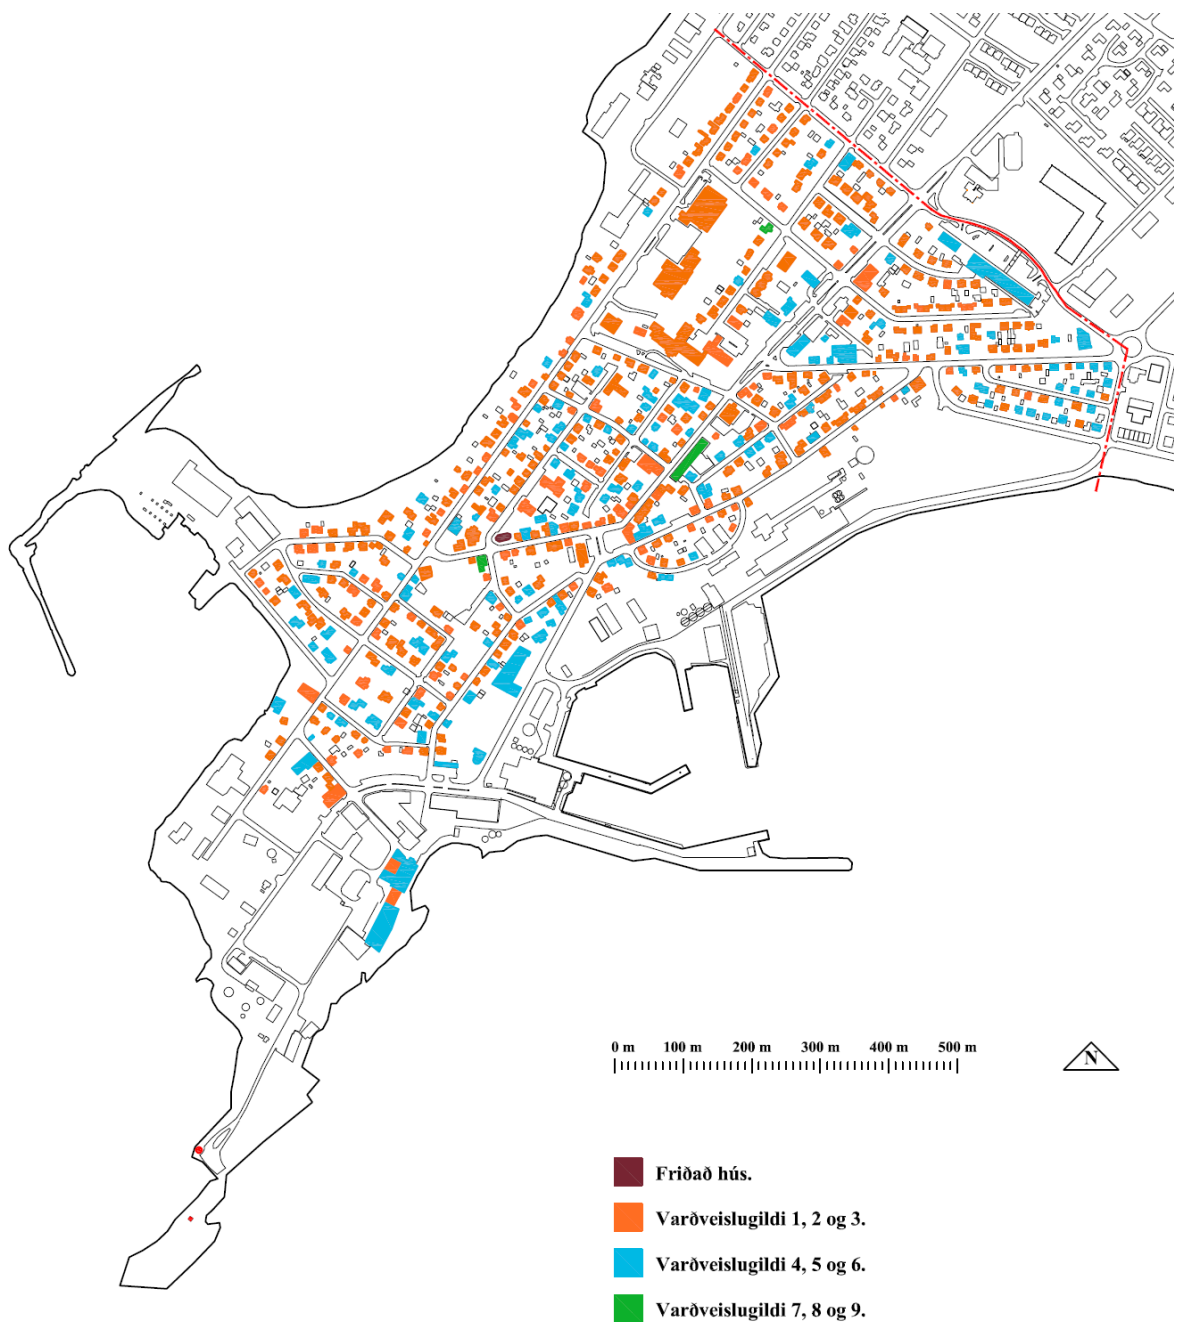 0 m 100 m 200 m 300 m 400 m 500 m
N
Friðað hús.
Varðveislugildi 1, 2 og 3.
Varðveislugildi 4, 5 og 6.
Varðveislugildi 7, 8 og 9.